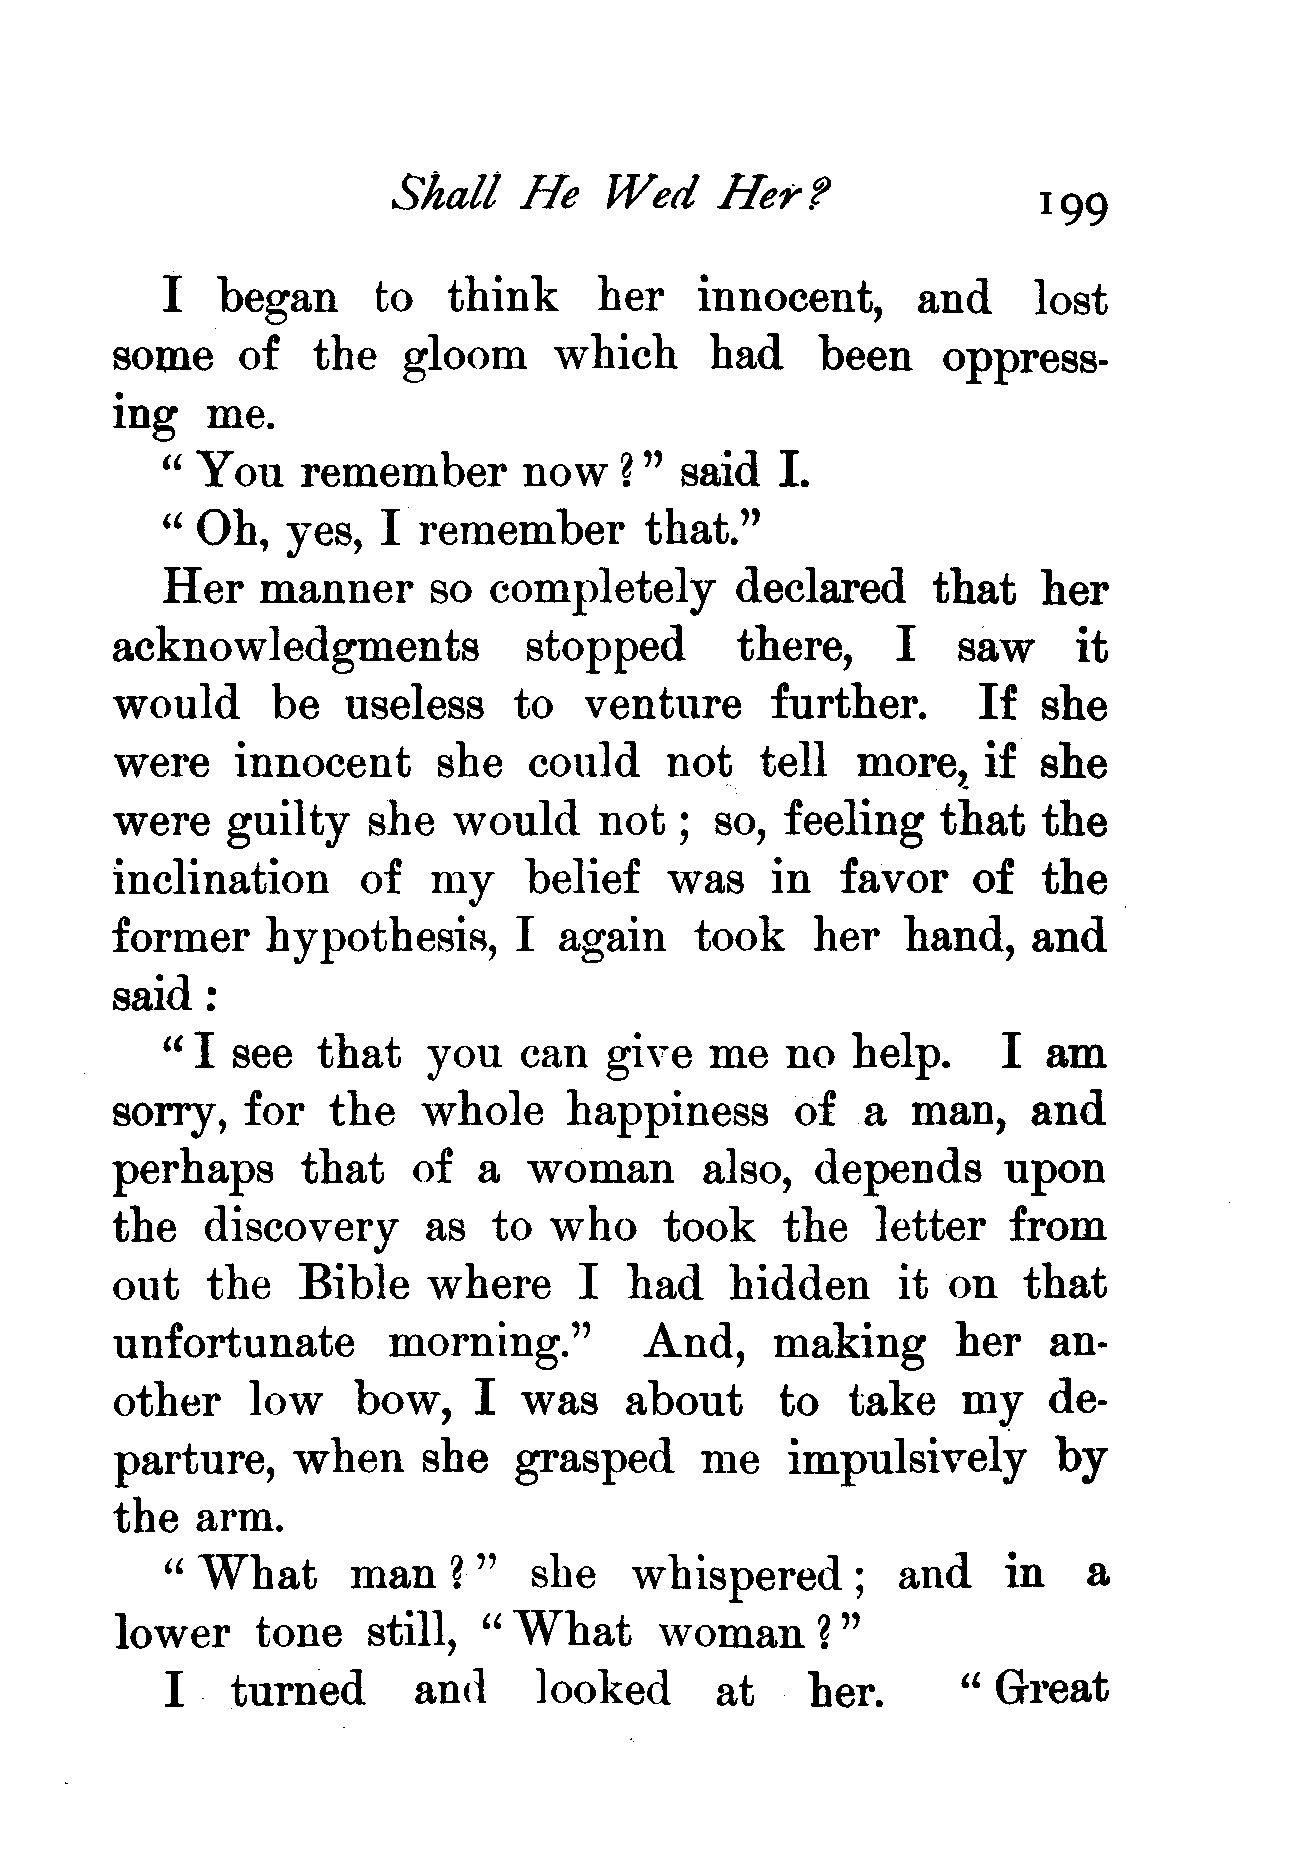 Shall He Wed Her? 199
I began to think her innocent, and lost
some of the gloom which had been oppress-
ing me.
“ You remember now ? ” said I.
“ Oh, yes, I remember that.”
Her manner so completely declared that her
acknowledgments stopped there, I saw it
would be useless to venture further. If she
were innocent she could not tell more, if she
were guilty she would not ; so, feeling that the
inclination of my belief was in favor of the
former hypothesis, I again took her hand, and
said :
“ I see that you can give me no help. I am
sorry, for the whole happiness of a man, and
perhaps that of a woman also, depends upon
the discovery as to who took the letter from
out the Bible where I had hidden it on that
unfortunate morning.” And, making her an-
other low bow, I was about to take my de-
parture, when she grasped me impulsively by
the arm.
“ What man ? ” she whispered ; and in a
lower tone still, “ What woman ? ”
I turned and looked at her. “ Great